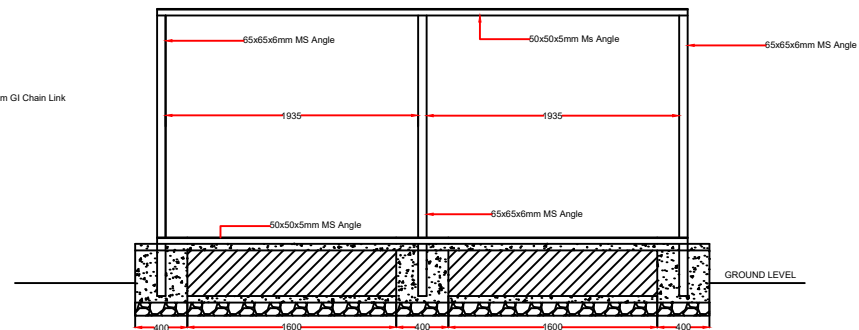 65x65x6mm MS Angle
50x50x5mm Ms Angle
65x65x6mm MS Angle
m GI Chain Link
1935
1935
65x65x6mm MS Angle
50x50x5mm MS Angle
GROUND LEVEL
400
1600
400
1600
400